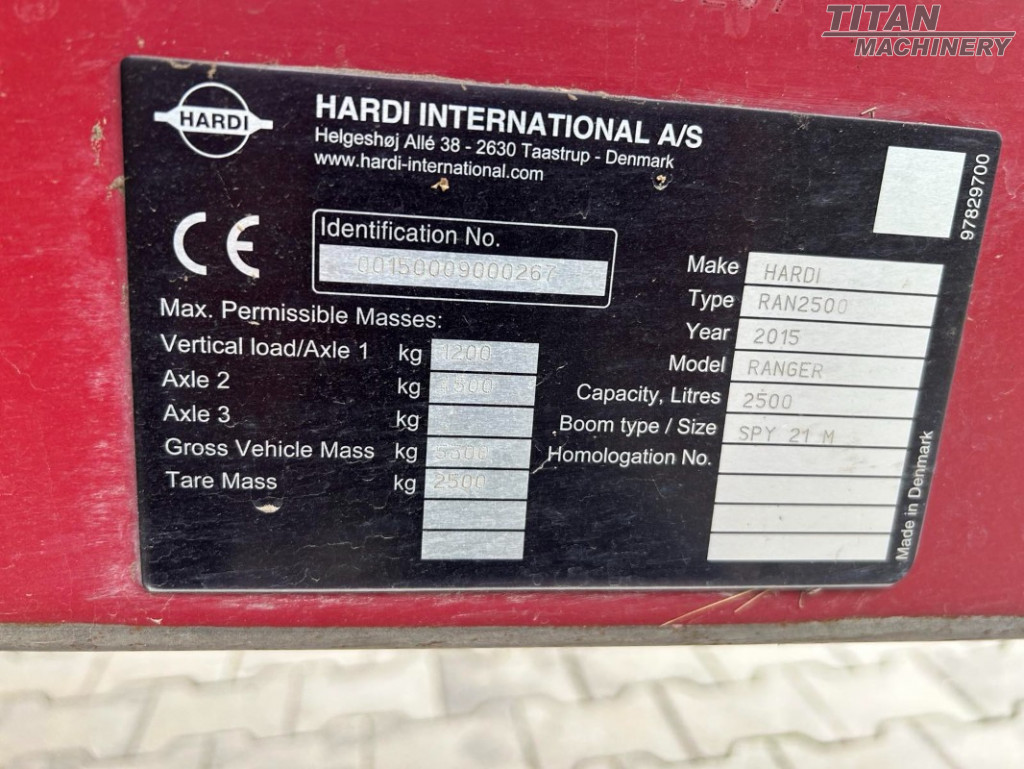 TITAN
MACHINERY
HARDI
HARDI INTERNATIONAL A/S
Helgeshøj Allé 38 - 2630 Taastrup - Denmark
www.hardi-international.com
97829700
CE
Identification No.
00150009000267
Max. Permissible Masses:
Vertical load/Axle 1 kg 1200
Axle 2 kg
Axle 3 kg
Gross Vehicle Mass kg
Tare Mass kg 2500
Make HARDI
Type RAN2500
Year 2015
Model RANGER
Capacity, Litres 2500
Boom type / Size SPY 21 M
Homologation No.
Made in Denmark